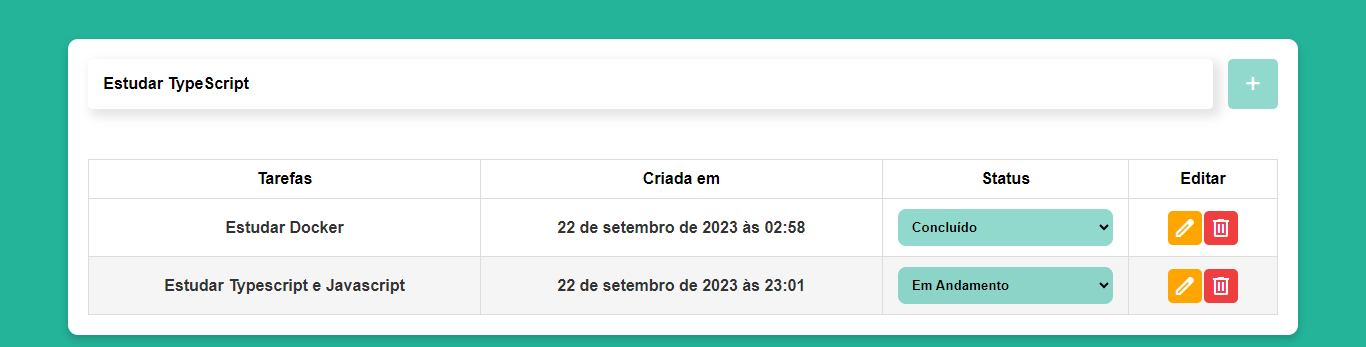 Estudar TypeScript
+
Tarefas Criada em Status Editar
Estudar Docker 22 de setembro de 2023 às 02:58 Concluído
Estudar Typescript e Javascript 22 de setembro de 2023 às 23:01 Em Andamento